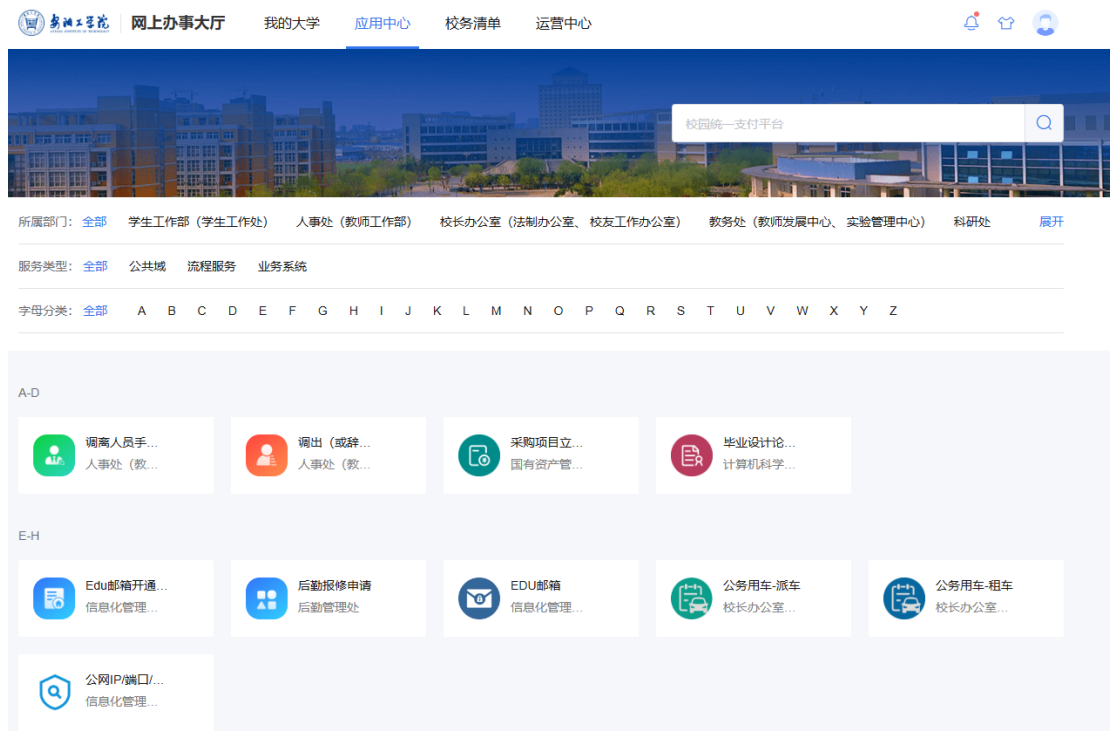 安阳工学院 网上办事大厅 我的大学 应用中心 校务清单 运营中心
校园统一支付平台
所属部门: 全部 学生工作部（学生工作处） 人事处（教师工作部） 校长办公室（法制办公室、校友工作办公室） 教务处（教师发展中心、实验管理中心） 科研处 展开
服务类型: 全部 公共域 流程服务 业务系统
字母分类: 全部 A B C D E F G H I J K L M N O P Q R S T U V W X Y Z
A-D
调离人员手...
人事处（教...
调出（或辞...
人事处（教...
采购项目立...
国有资产管...
毕业设计论...
计算机科学...
E-H
Edu邮箱开通...
信息化管理...
后勤报修申请
后勤管理处
EDU邮箱
信息化管理...
公务用车-派车
校长办公室...
公务用车-租车
校长办公室...
公网IP/端口/...
信息化管理...